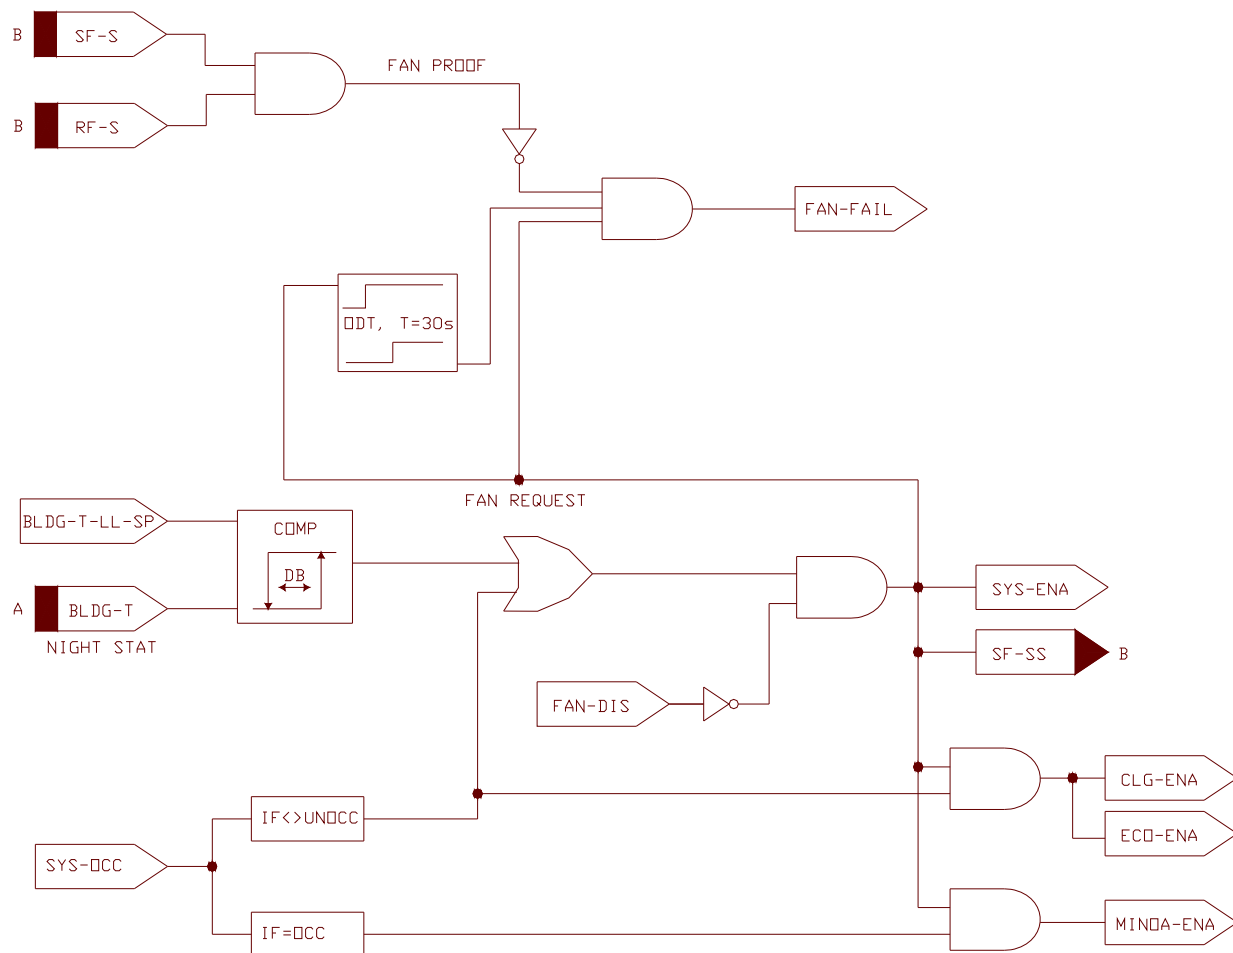 B SF-S
FAN PROOF
B RF-S
FAN-FAIL
ODT, T=30s
FAN REQUEST
BLDG-T-LL-SP
COMP
DB
A BLDG-T
NIGHT STAT
SYS-ENA
SF-SS B
FAN-DIS
CLG-ENA
IF<>UNOCC
ECO-ENA
SYS-OCC
IF=OCC
MINOA-ENA